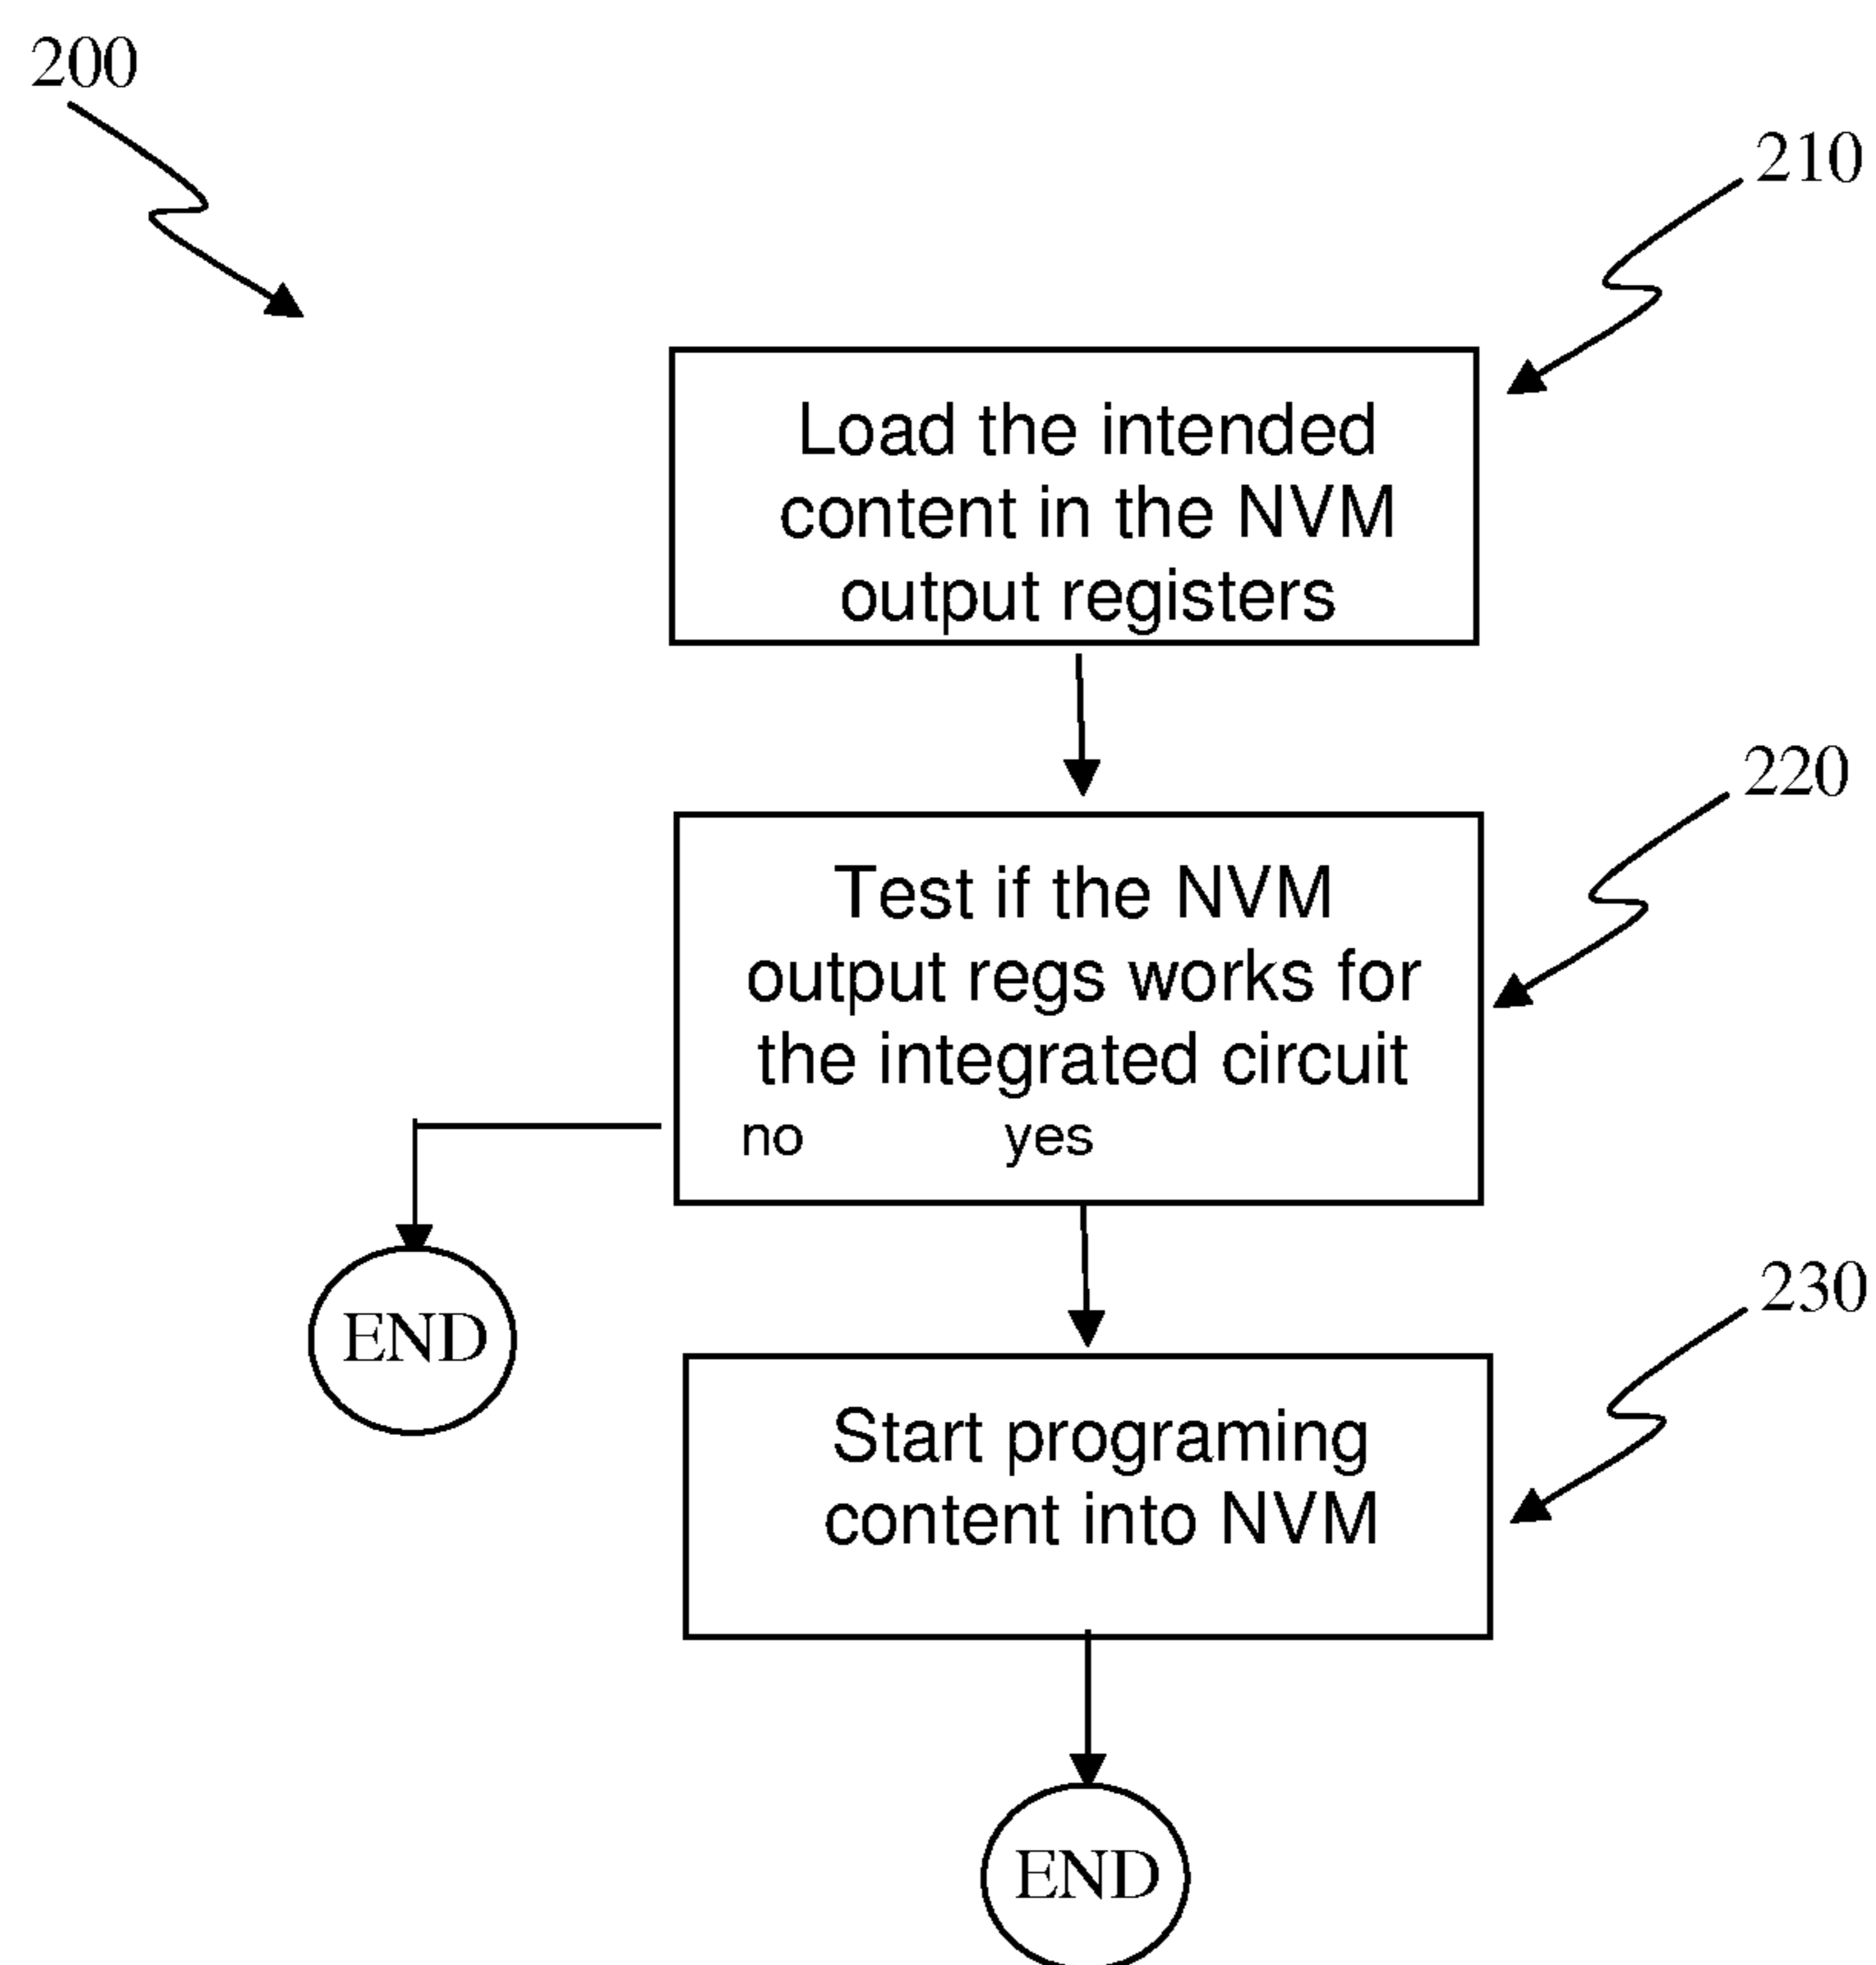 200
210
Load the intended
content in the NVM
output registers
220
Test if the NVM
output regs works for
the integrated circuit
no yes
END
230
Start programing
content into NVM
END